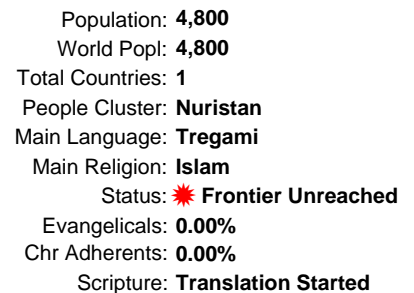 Population: 4,800
World Popl: 4,800
Total Countries: 1
People Cluster: Nuristan
Main Language: Tregami
Main Religion: Islam
Status: Frontier Unreached
Evangelicals: 0.00%
Chr Adherents: 0.00%
Scripture: Translation Started